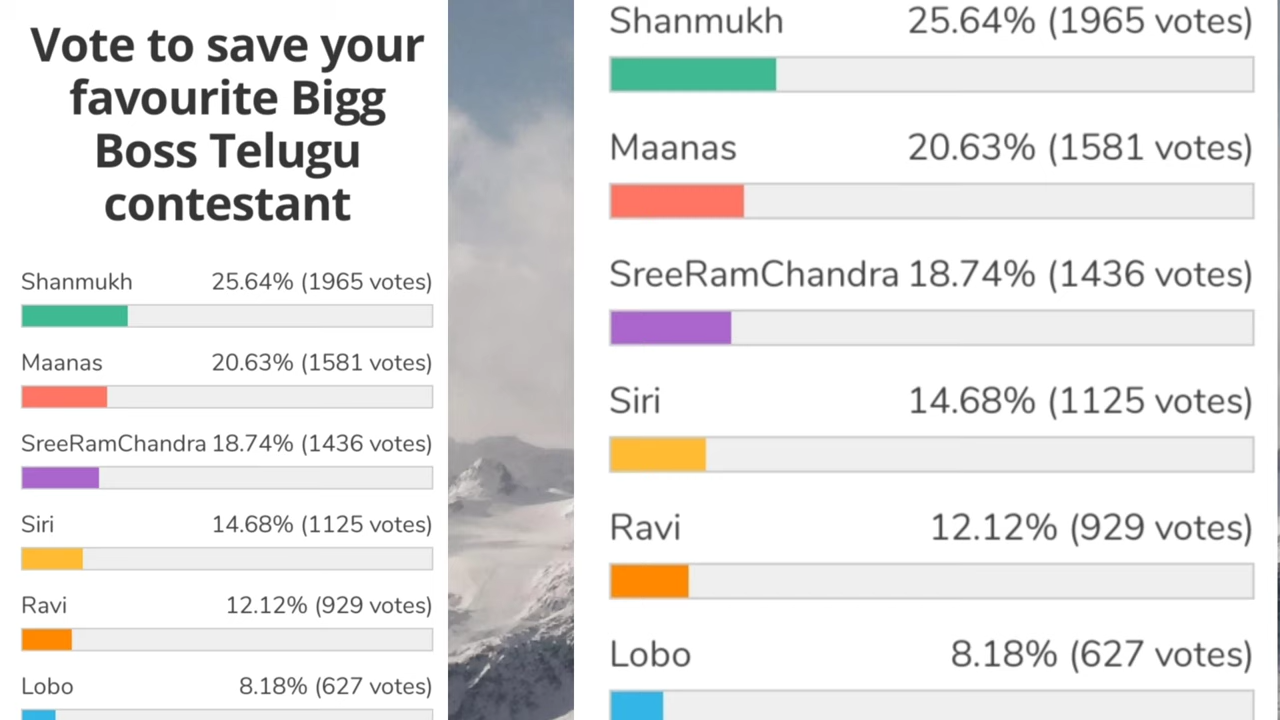 Vote to save your
favourite Bigg
Boss Telugu
contestant
Shanmukh 25.64% (1965 votes)
Maanas 20.63% (1581 votes)
SreeRamChandra 18.74% (1436 votes)
Siri 14.68% (1125 votes)
Ravi 12.12% (929 votes)
Lobo 8.18% (627 votes)
Shanmukh 25.64% (1965 votes)
Maanas 20.63% (1581 votes)
SreeRamChandra 18.74% (1436 votes)
Siri 14.68% (1125 votes)
Ravi 12.12% (929 votes)
Lobo 8.18% (627 votes)